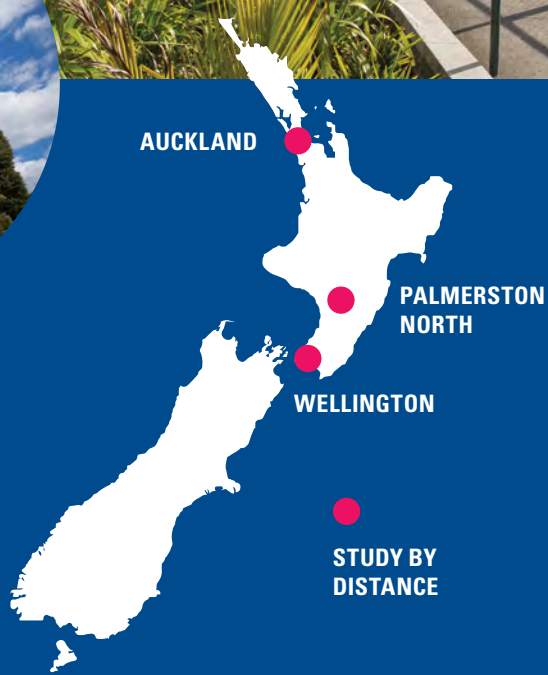 AUCKLAND
PALMERSTON
NORTH
WELLINGTON
STUDY BY
DISTANCE